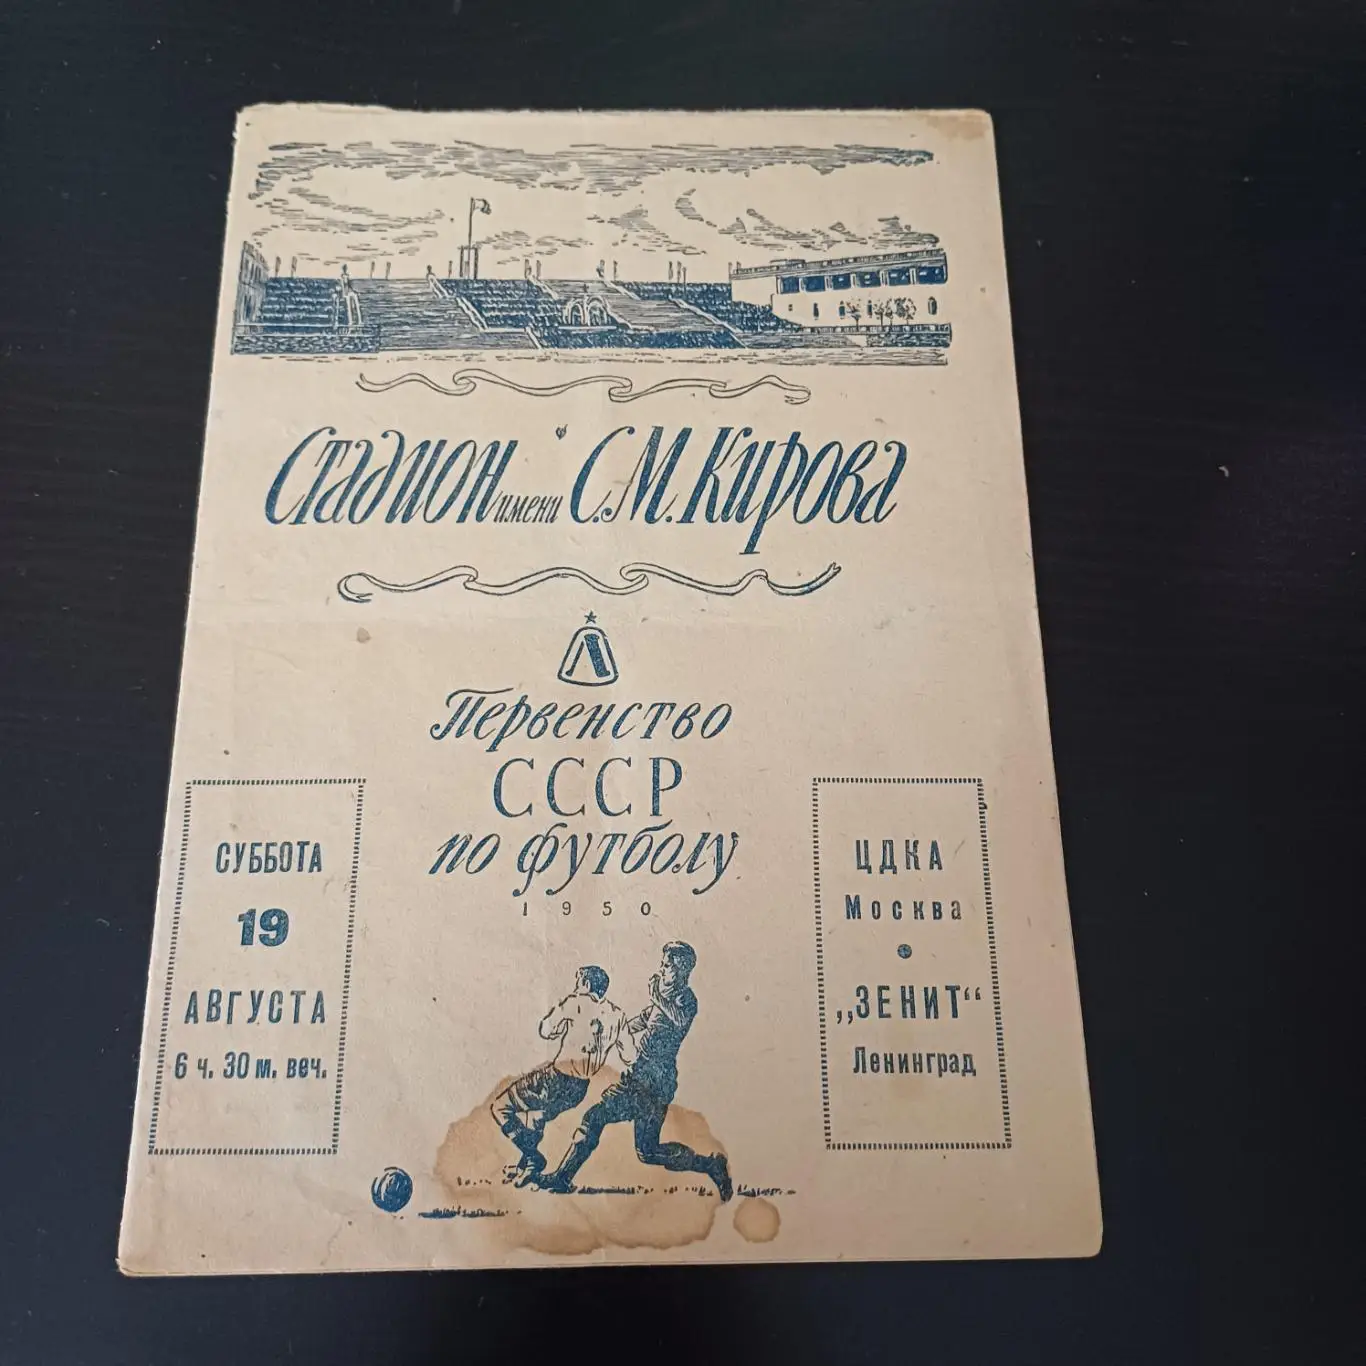 Стадион имени С.М. Кирова
Л
Первенство
СССР
по футболу
1950
СУББОТА
19
АВГУСТА
6 ч. 30 м. веч.
ЦДКА
Москва
•
„ЗЕНИТ“
Ленинград